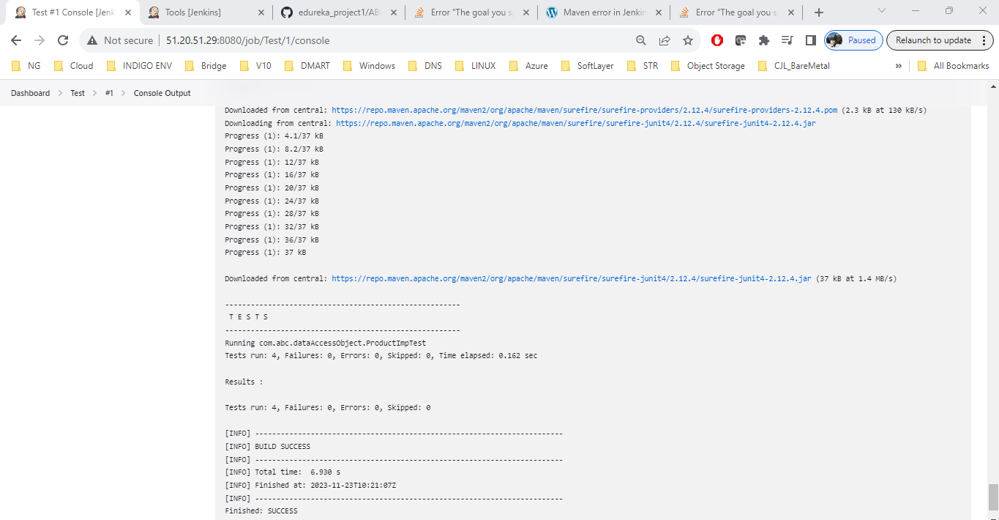 Test #1 Console [Jenk
Tools [Jenkins]
edureka_project1/AB
Error "The goal you s
Maven error in Jenkin
Error "The goal you s
Not secure 51.20.51.29:8080/job/Test/1/console
Paused
Relaunch to update
NG Cloud INDIGO ENV Bridge V10 DMART Windows DNS LINUX Azure SoftLayer STR Object Storage CJL_BareMetal » All Bookmarks
Dashboard > Test > #1 > Console Output
Downloaded from central: https://repo.maven.apache.org/maven2/org/apache/maven/surefire/surefire-providers/2.12.4/surefire-providers-2.12.4.pom (2.3 kB at 130 kB/s)
Downloading from central: https://repo.maven.apache.org/maven2/org/apache/maven/surefire/surefire-junit4/2.12.4/surefire-junit4-2.12.4.jar
Progress (1): 4.1/37 kB
Progress (1): 8.2/37 kB
Progress (1): 12/37 kB
Progress (1): 16/37 kB
Progress (1): 20/37 kB
Progress (1): 24/37 kB
Progress (1): 28/37 kB
Progress (1): 32/37 kB
Progress (1): 36/37 kB
Progress (1): 37 kB
Downloaded from central: https://repo.maven.apache.org/maven2/org/apache/maven/surefire/surefire-junit4/2.12.4/surefire-junit4-2.12.4.jar (37 kB at 1.4 MB/s)
-------------------------------------------------------
T E S T S
-------------------------------------------------------
Running com.abc.dataAccessObject.ProductImpTest
Tests run: 4, Failures: 0, Errors: 0, Skipped: 0, Time elapsed: 0.162 sec
Results :
Tests run: 4, Failures: 0, Errors: 0, Skipped: 0
[INFO] ------------------------------------------------------------------------
[INFO] BUILD SUCCESS
[INFO] ------------------------------------------------------------------------
[INFO] Total time:  6.930 s
[INFO] Finished at: 2023-11-23T10:21:07Z
[INFO] ------------------------------------------------------------------------
Finished: SUCCESS